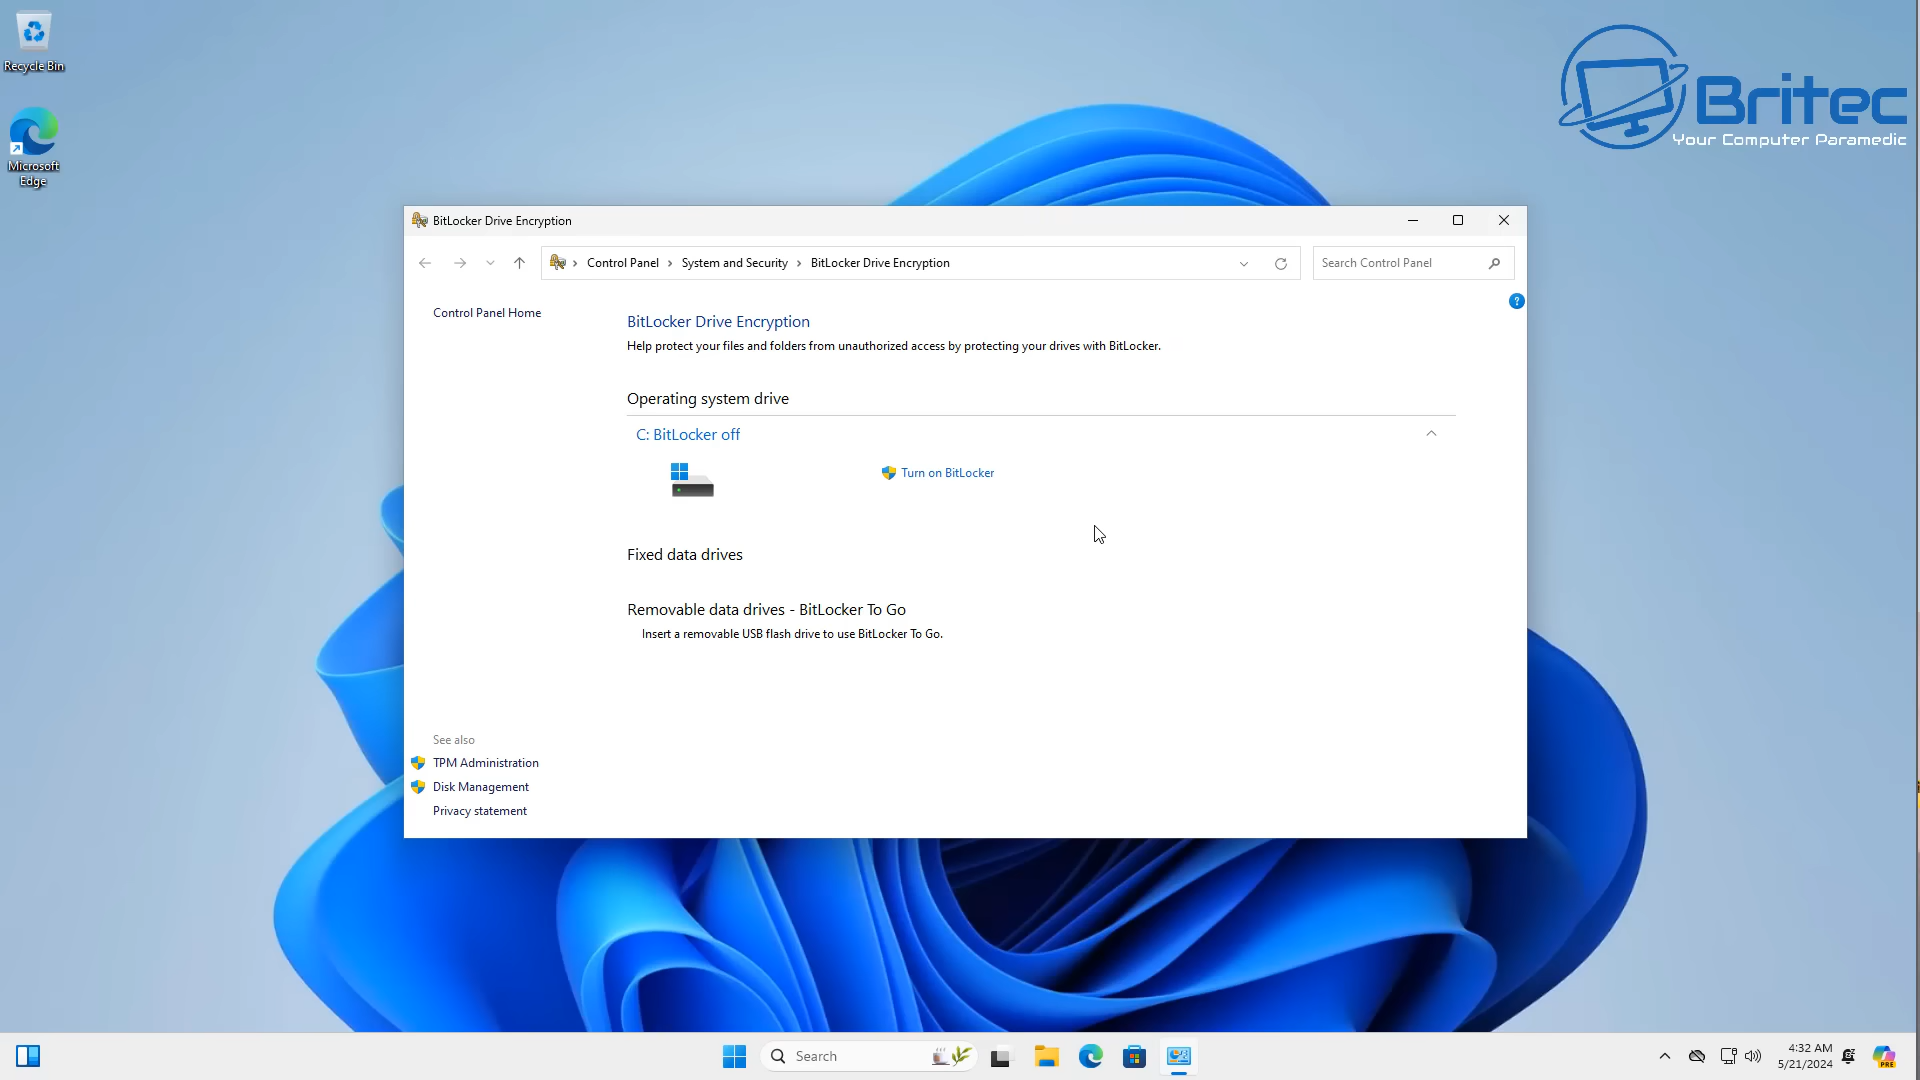 Recycle Bin
Microsoft
Edge
Britec
Your Computer Paramedic
BitLocker Drive Encryption
Control Panel
System and Security
BitLocker Drive Encryption
Search Control Panel
?
Control Panel Home
BitLocker Drive Encryption
Help protect your files and folders from unauthorized access by protecting your drives with BitLocker.
Operating system drive
C: BitLocker off
Turn on BitLocker
Fixed data drives
Removable data drives - BitLocker To Go
Insert a removable USB flash drive to use BitLocker To Go.
See also
TPM Administration
Disk Management
Privacy statement
Search
4:32 AM
5/21/2024
PRE